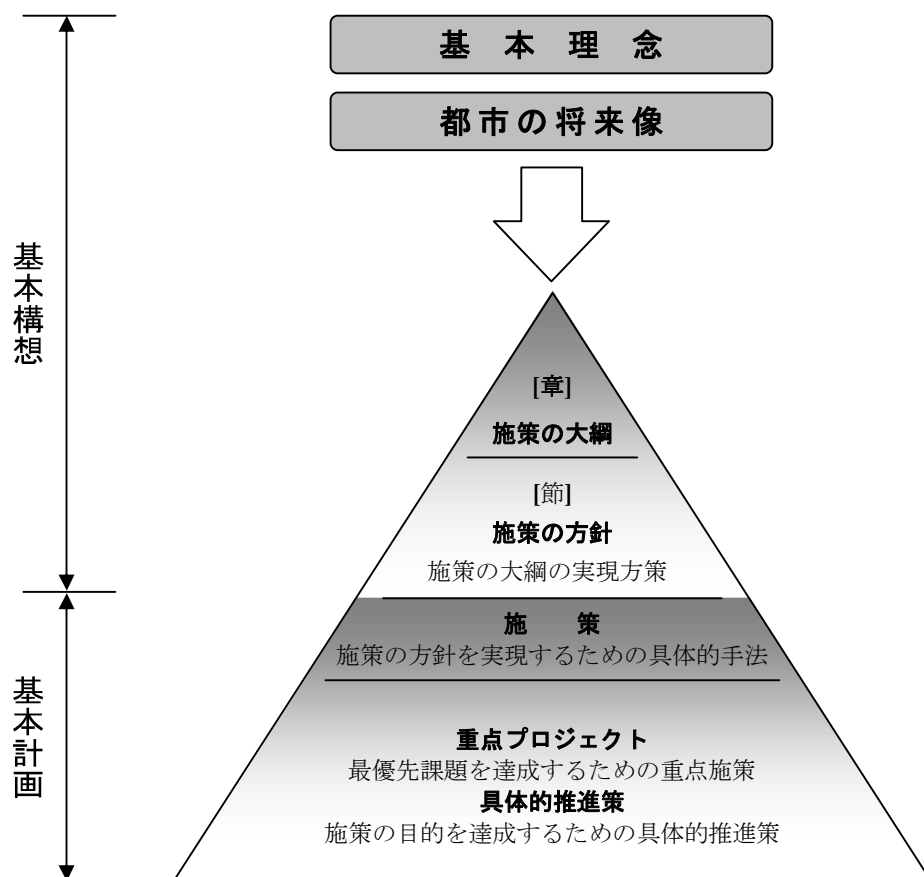 基本理念
都市の将来像
基本構想
[章]
施策の大綱
[節]
施策の方針
施策の大綱の実現方策
基本計画
施策
施策の方針を実現するための具体的手法
重点プロジェクト
最優先課題を達成するための重点施策
具体的推進策
施策の目的を達成するための具体的推進策